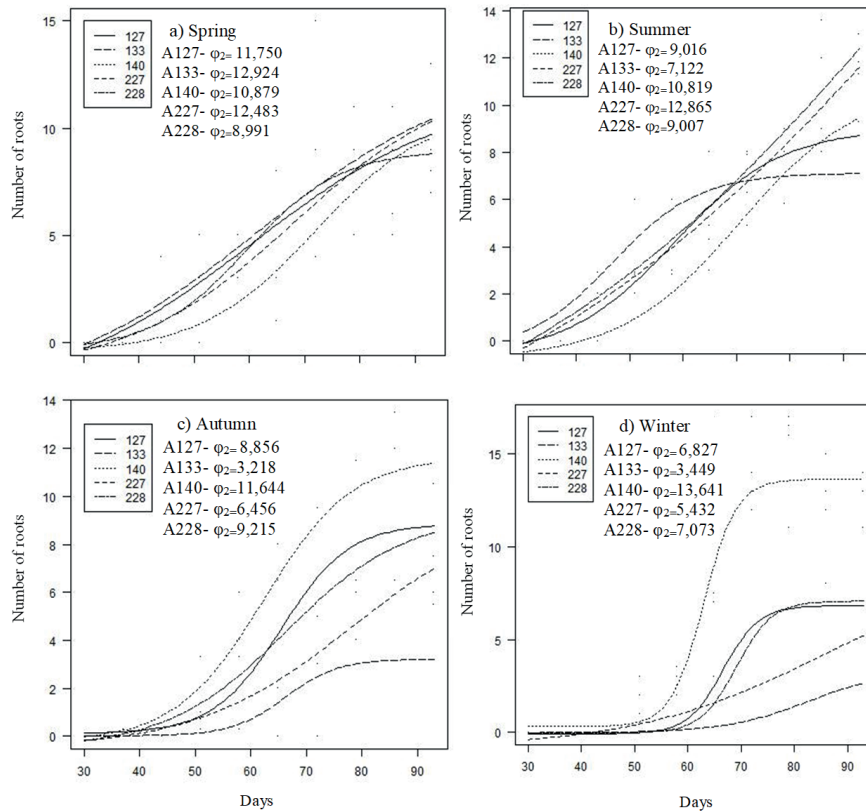 a) Spring
127
133
140
227
228
A127- φ2= 11,750
A133- φ2= 12,924
A140- φ2= 10,879
A227- φ2= 12,483
A228- φ2=8,991
Number of roots
15
10
5
0
b) Summer
127
133
140
227
228
A127- φ2= 9,016
A133- φ2=7,122
A140- φ2= 10,819
A227- φ2= 12,865
A228- φ2= 9,007
Number of roots
14
12
10
8
6
4
2
0
c) Autumn
127
133
140
227
228
A127- φ2= 8,856
A133- φ2= 3,218
A140- φ2= 11,644
A227- φ2= 6,456
A228- φ2= 9,215
Number of roots
14
12
10
8
6
4
2
0
30 40 50 60 70 80 90
Days
d) Winter
127
133
140
227
228
A127- φ2= 6,827
A133- φ2= 3,449
A140- φ2= 13,641
A227- φ2= 5,432
A228- φ2= 7,073
Number of roots
15
10
5
0
30 40 50 60 70 80 90
Days